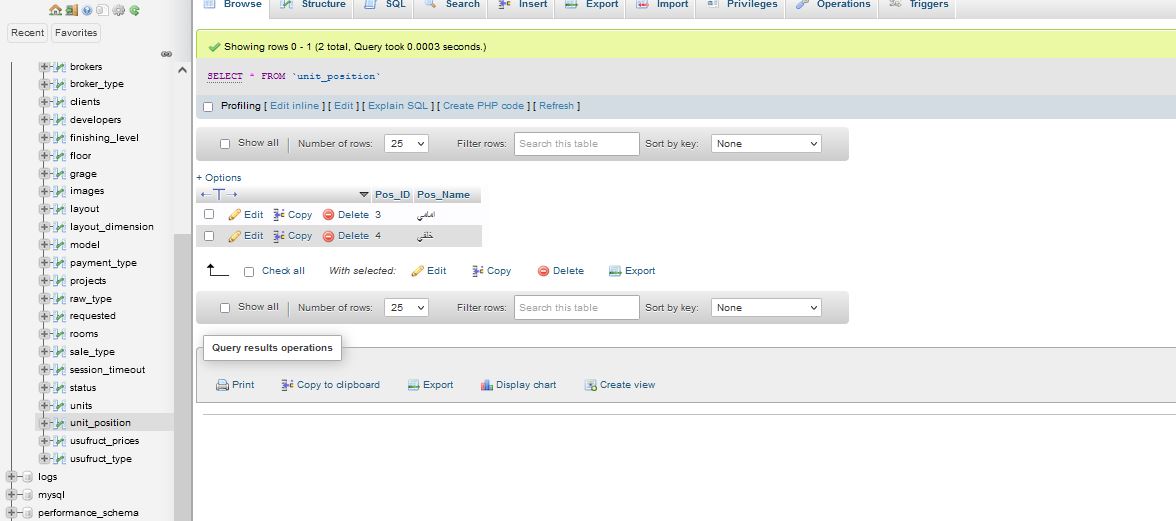 Browse Structure SQL Search Insert Export Import Privileges Operations Triggers
Recent Favorites
brokers
broker_type
clients
developers
finishing_level
floor
grage
images
layout
layout_dimension
model
payment_type
projects
raw_type
requested
rooms
sale_type
session_timeout
status
units
unit_position
usufruct_prices
usufruct_type
logs
mysql
performance_schema
Showing rows 0 - 1 (2 total, Query took 0.0003 seconds.)
SELECT * FROM `unit_position`
Profiling [ Edit inline ] [ Edit ] [ Explain SQL ] [ Create PHP code ] [ Refresh ]
Show all Number of rows: 25 Filter rows: Search this table Sort by key: None
+ Options
←T→ Pos_ID Pos_Name
Edit Copy Delete 3 امامي
Edit Copy Delete 4 خلفي
Check all With selected: Edit Copy Delete Export
Show all Number of rows: 25 Filter rows: Search this table Sort by key: None
Query results operations
Print Copy to clipboard Export Display chart Create view